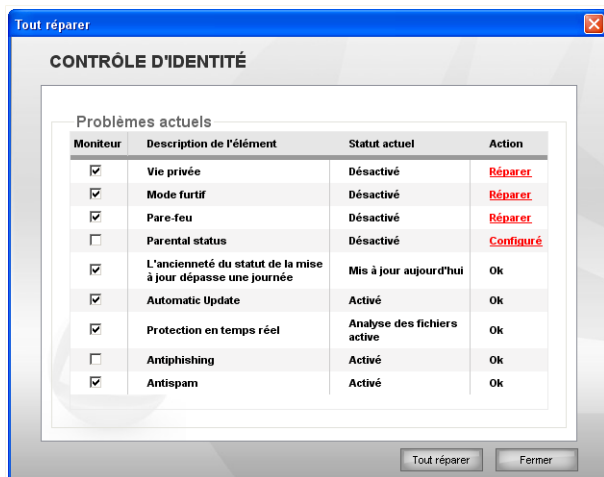 Tout réparer
CONTRÔLE D'IDENTITÉ
Problèmes actuels
Moniteur Description de l'élément Statut actuel Action
Vie privée Désactivé Réparer
Mode furtif Désactivé Réparer
Pare-feu Désactivé Réparer
Parental status Désactivé Configuré
L'ancienneté du statut de la mise
à jour dépasse une journée Mis à jour aujourd'hui Ok
Automatic Update Activé Ok
Protection en temps réel Analyse des fichiers
active Ok
Antiphishing Activé Ok
Antispam Activé Ok
Tout réparer Fermer